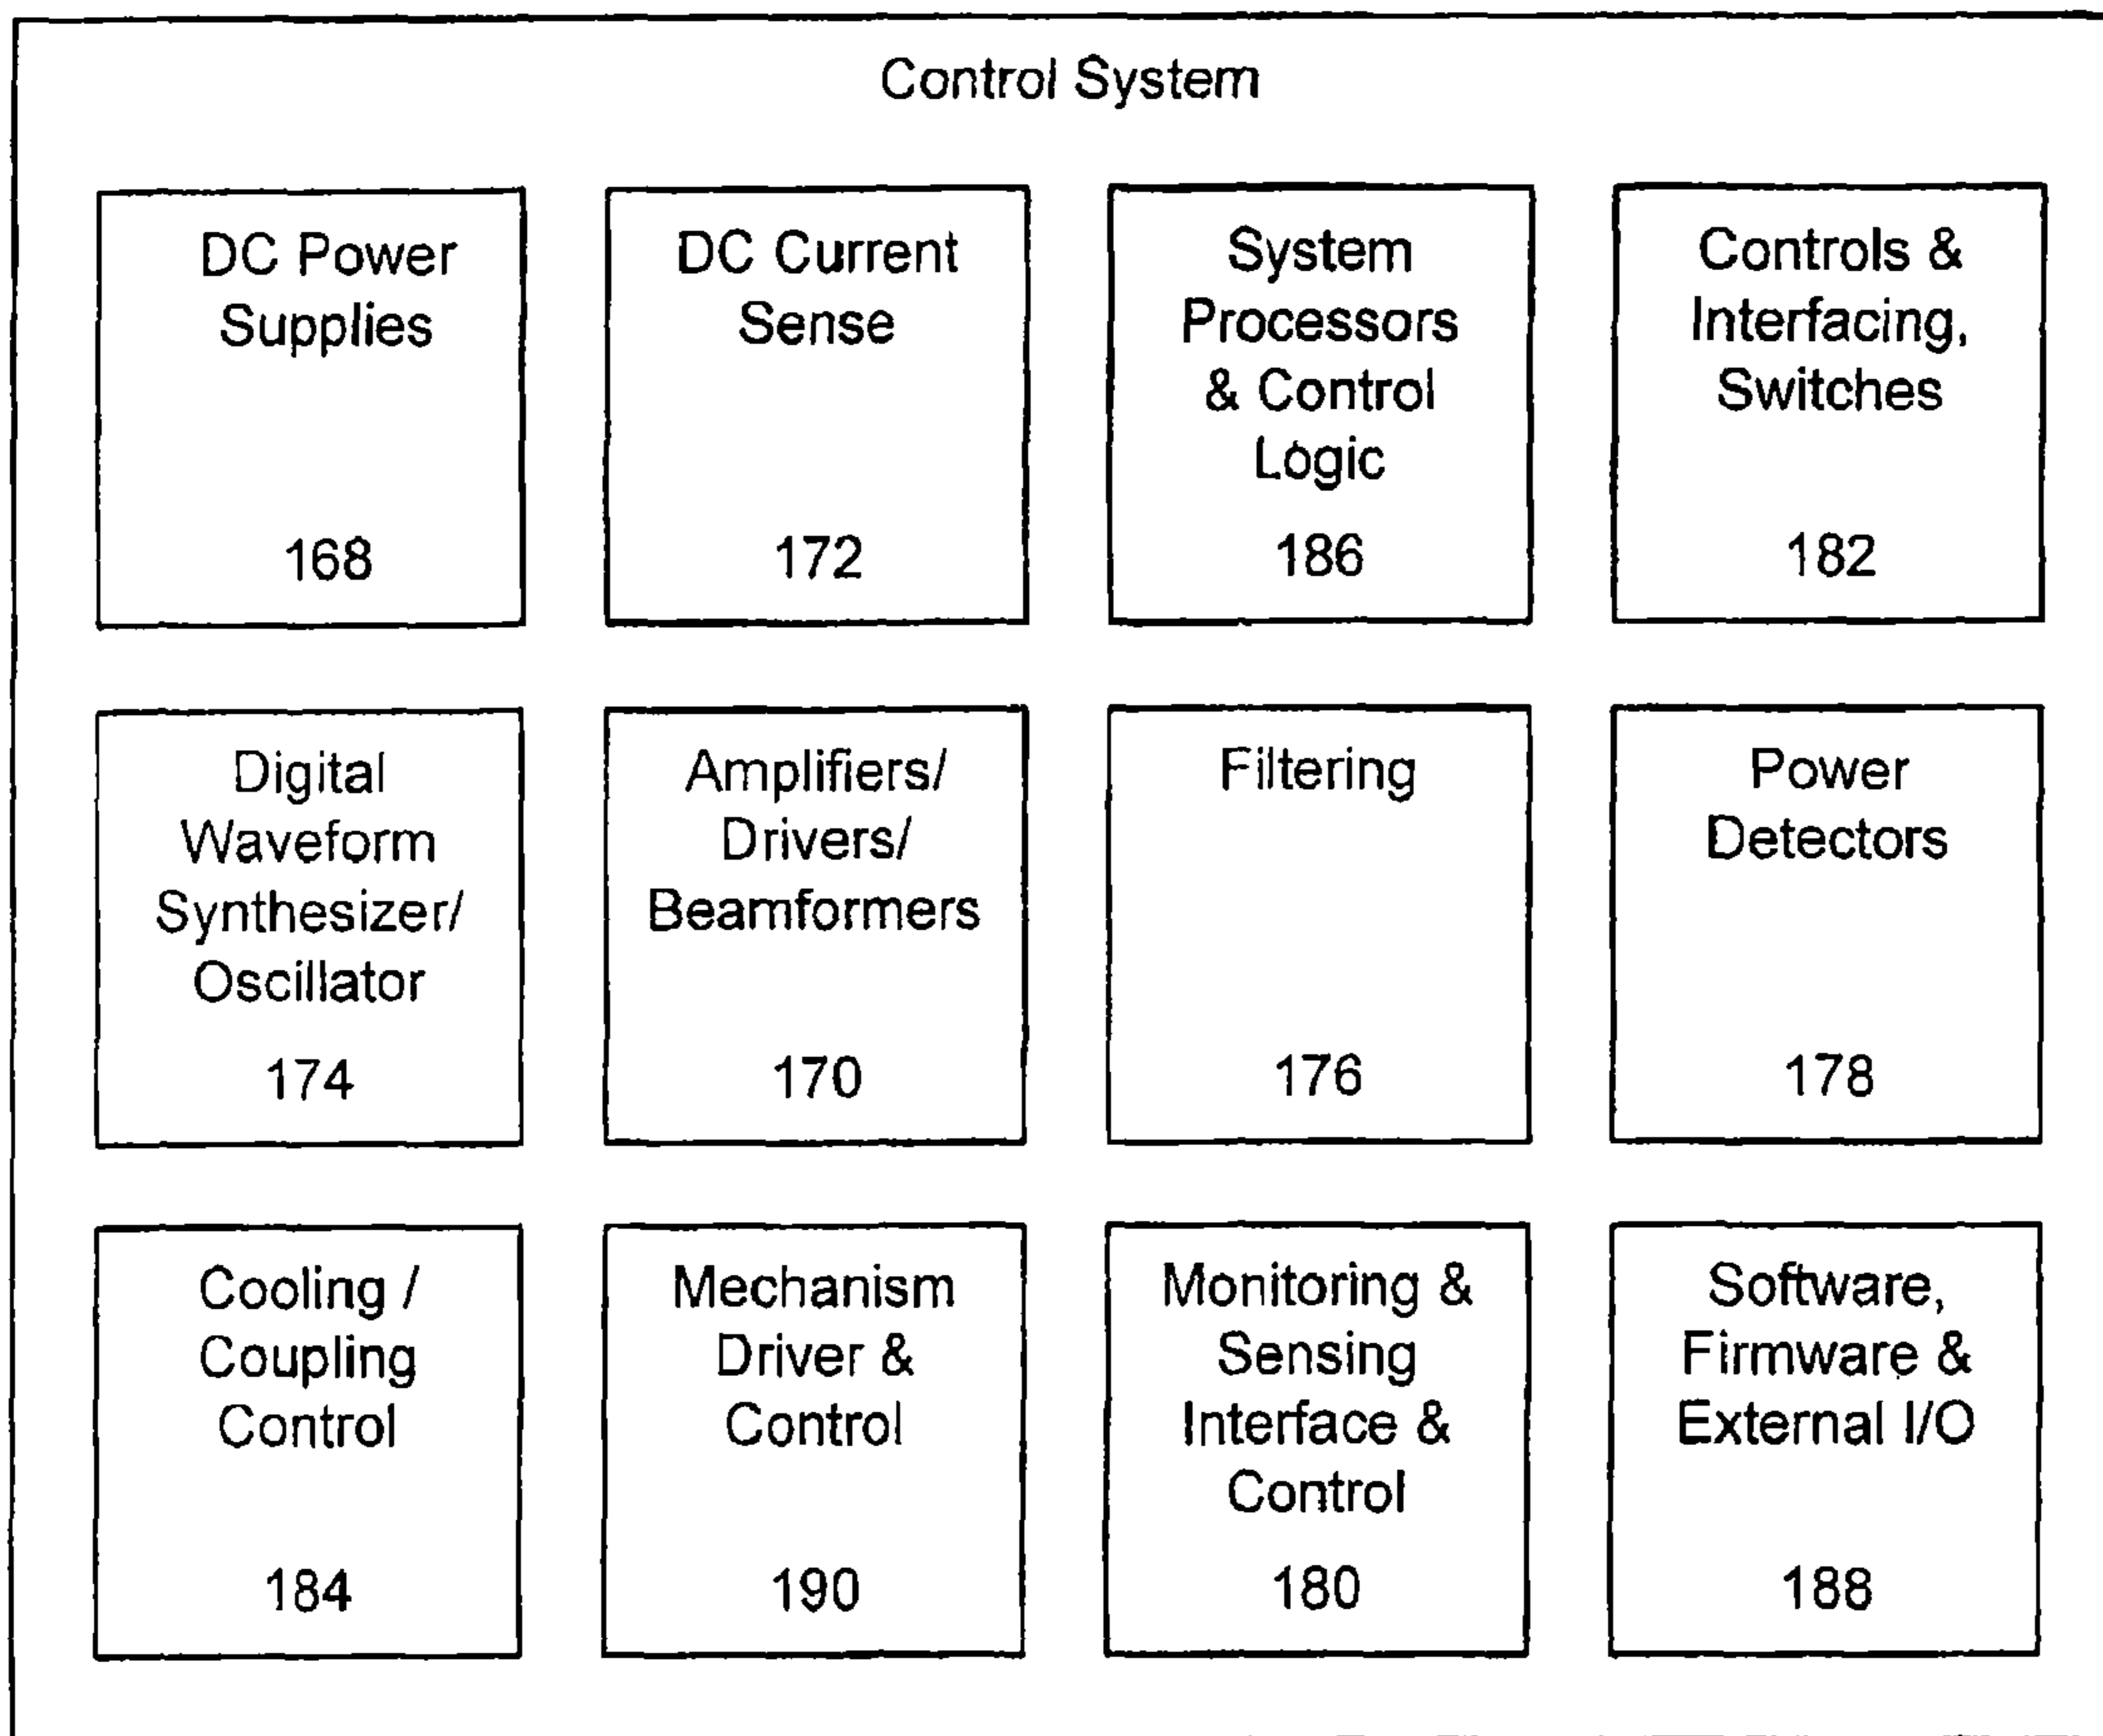 Control System
DC Power
Supplies
168
DC Current
Sense
172
System
Processors
& Control
Logic
186
Controls &
Interfacing,
Switches
182
Digital
Waveform
Synthesizer/
Oscillator
174
Amplifiers/
Drivers/
Beamformers
170
Filtering
176
Power
Detectors
178
Cooling /
Coupling
Control
184
Mechanism
Driver &
Control
190
Monitoring &
Sensing
Interface &
Control
180
Software,
Firmware &
External I/O
188